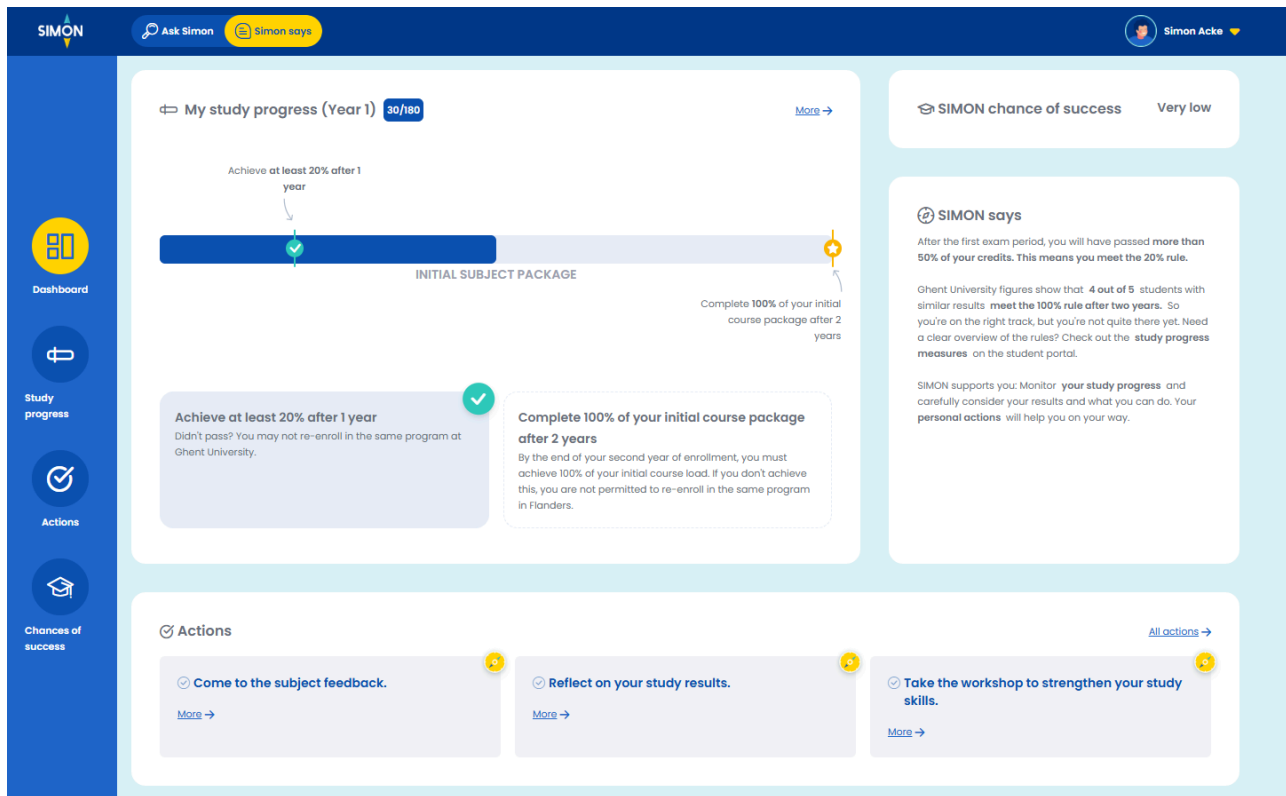 SIMON
Ask Simon
Simon says
Simon Acke
Dashboard
Study
progress
Actions
Chances of
success
My study progress (Year 1)
30/180
More →
Achieve at least 20% after 1
year
INITIAL SUBJECT PACKAGE
Complete 100% of your initial
course package after 2
years
Achieve at least 20% after 1 year
Didn't pass? You may not re-enroll in the same program at
Ghent University.
Complete 100% of your initial course package
after 2 years
By the end of your second year of enrollment, you must
achieve 100% of your initial course load. If you don't achieve
this, you are not permitted to re-enroll in the same program
in Flanders.
SIMON chance of success
Very low
SIMON says
After the first exam period, you will have passed more than
50% of your credits. This means you meet the 20% rule.
Ghent University figures show that 4 out of 5 students with
similar results meet the 100% rule after two years. So
you're on the right track, but you're not quite there yet. Need
a clear overview of the rules? Check out the study progress
measures on the student portal.
SIMON supports you: Monitor your study progress and
carefully consider your results and what you can do. Your
personal actions will help you on your way.
Actions
All actions →
Come to the subject feedback.
More →
Reflect on your study results.
More →
Take the workshop to strengthen your study
skills.
More →